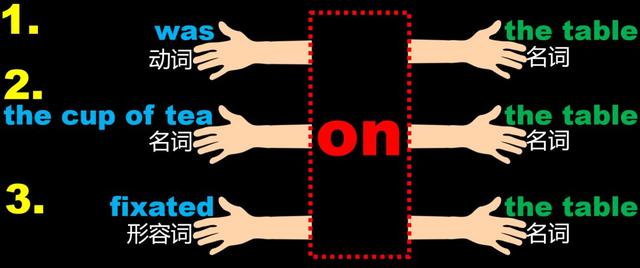 1.
was
动词
on
the table
名词
2.
the cup of tea
名词
the table
名词
3.
fixated
形容词
the table
名词